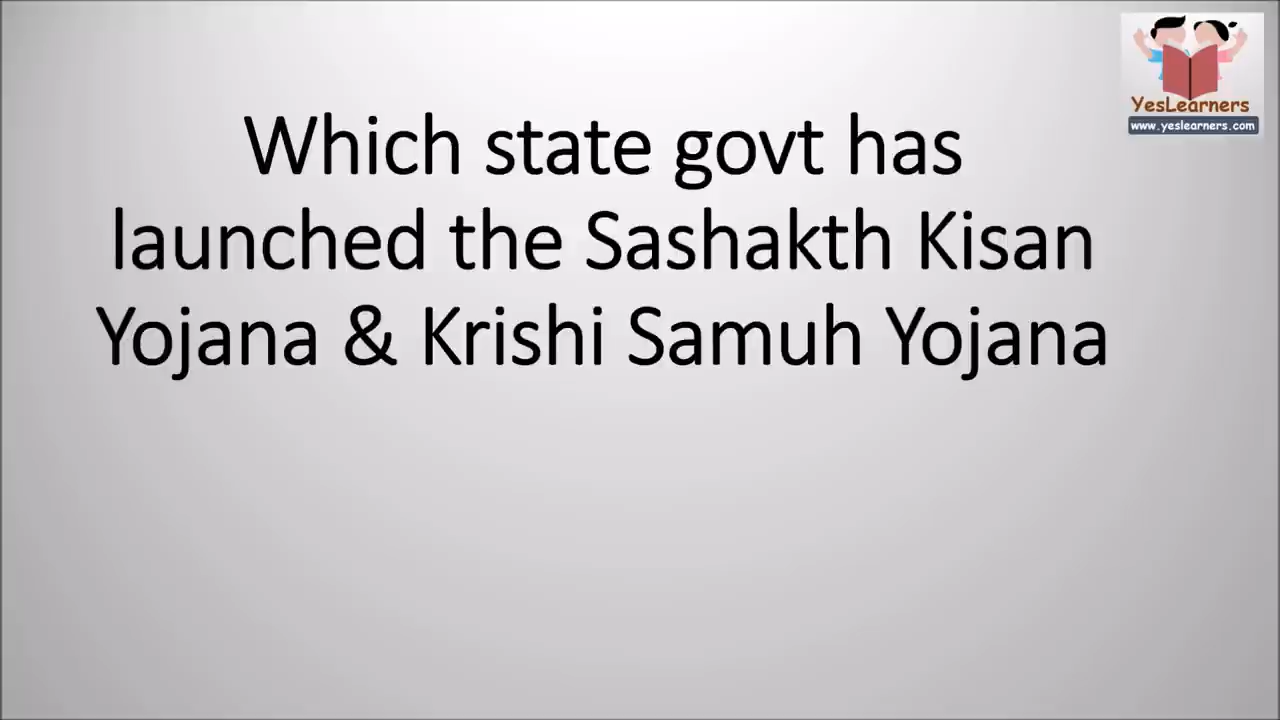 YesLearners
www.yeslearners.com
Which state govt has
launched the Sashakth Kisan
Yojana & Krishi Samuh Yojana